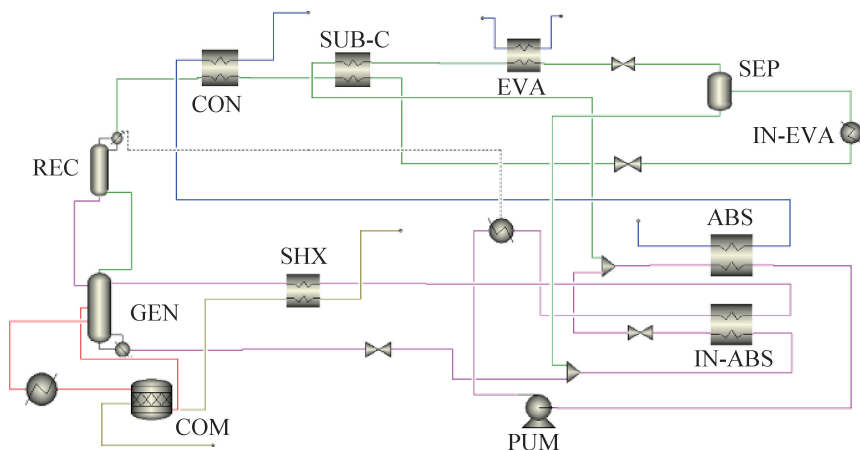 SUB-C
CON
EVA
SEP
IN-EVA
REC
ABS
SHX
GEN
IN-ABS
COM
PUM